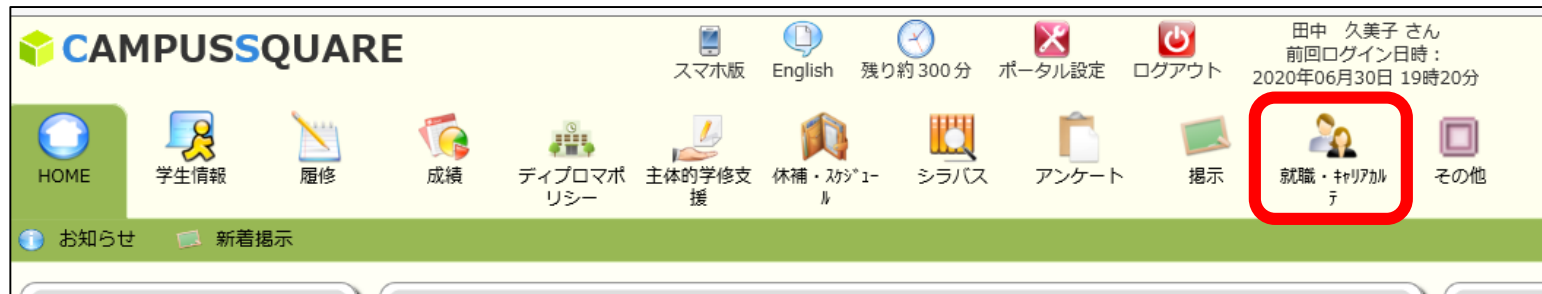 CAMPUSSQUARE
スマホ版
English
残り約300分
ポータル設定
ログアウト
田中 久美子 さん
前回ログイン日時：
2020年06月30日 19時20分
HOME
学生情報
履修
成績
ディプロマポ
リシー
主体的学修支
援
休補・ｽｹｼﾞｭｰ
ﾙ
シラバス
アンケート
掲示
就職・ｷｬﾘｱｶﾙ
ﾃ
その他
お知らせ
新着掲示